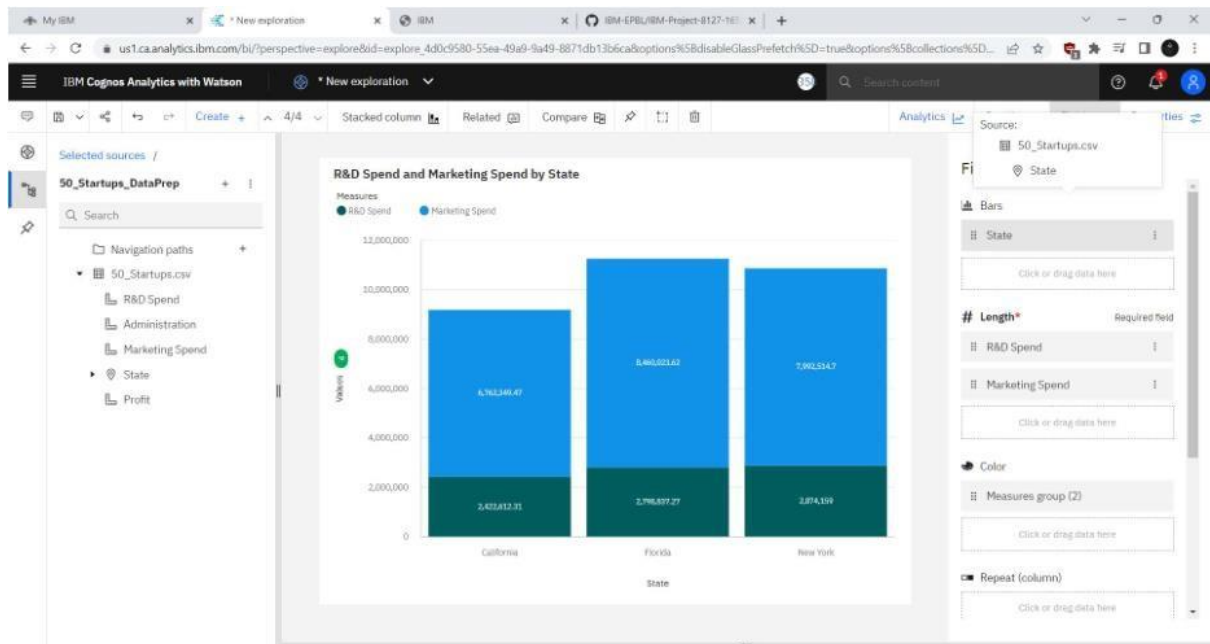 My IBM
* New exploration
IBM
IBM-EPBL/IBM-Project-8127-165
us1.ca.analytics.ibm.com/bi/?perspective=explore&id=explore_4d0c9580-55ea-49a9-9a49-8871db13b6ca&options%5BdisableGlassPrefetch%5D=true&options%5Bcollections%5D...
IBM Cognos Analytics with Watson
* New exploration
Search content
Create +
4/4
Stacked column
Related
Compare
Analytics
Source:
50_Startups.csv
State
Selected sources /
50_Startups_DataPrep
Search
Navigation paths
50_Startups.csv
R&D Spend
Administration
Marketing Spend
State
Profit
R&D Spend and Marketing Spend by State
Measures
R&D Spend Marketing Spend
12,000,000
10,000,000
8,000,000
6,000,000
4,000,000
2,000,000
0
Values
6,762,349.47
8,460,023.62
7,992,514.7
2,422,612.31
2,798,837.27
2,874,159
California
Florida
New York
State
Bars
State
Click or drag data here
# Length*
Required field
R&D Spend
Marketing Spend
Click or drag data here
Color
Measures group (2)
Click or drag data here
Repeat (column)
Click or drag data here